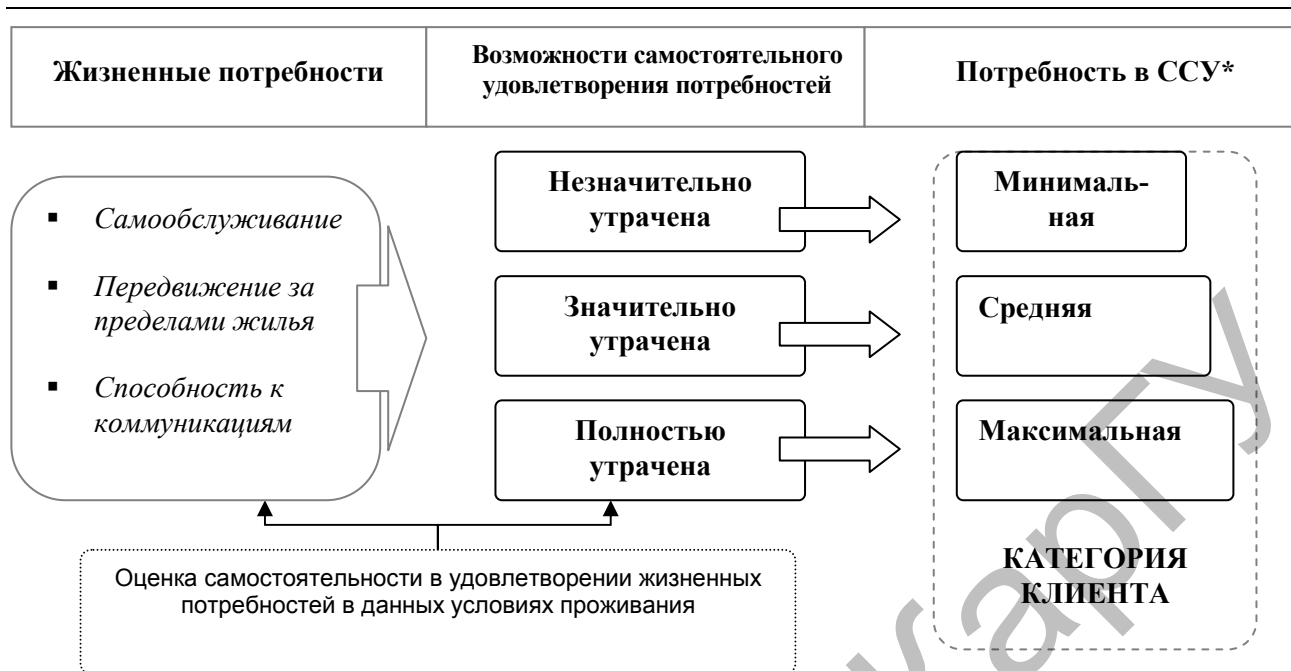 Жизненные потребности
Возможности самостоятельного
удовлетворения потребностей
Потребность в ССУ*
▪ Самообслуживание
▪ Передвижение за
пределами жилья
▪ Способность к
коммуникациям
Незначительно
утрачена
Значительно
утрачена
Полностью
утрачена
Минималь-
ная
Средняя
Максимальная
КАТЕГОРИЯ
КЛИЕНТА
Оценка самостоятельности в удовлетворении жизненных
потребностей в данных условиях проживания
КарГУ